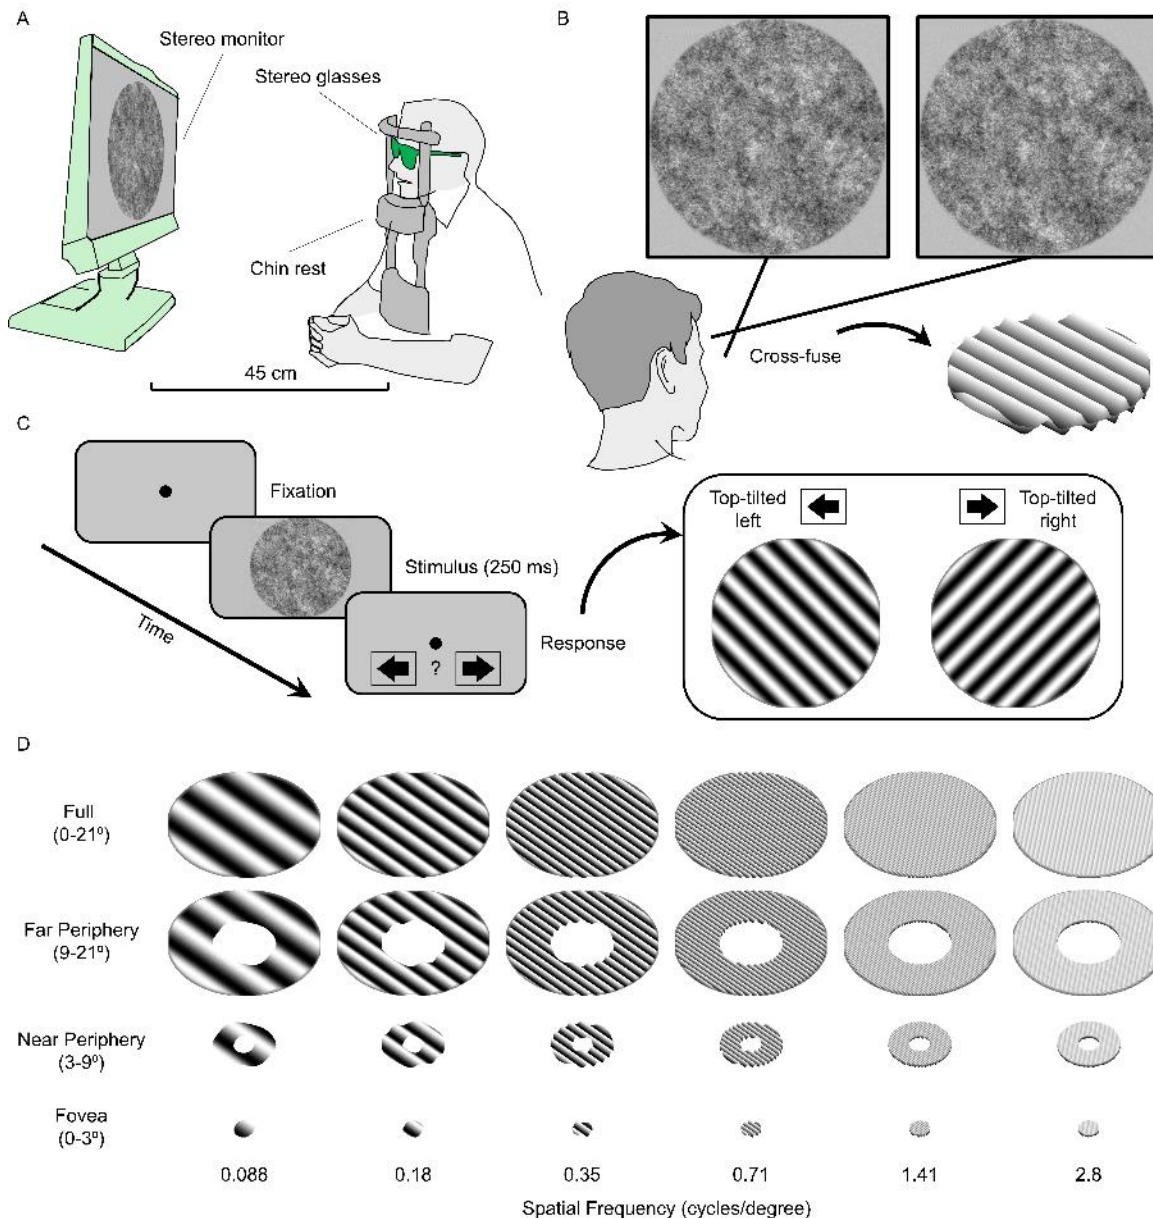 A
Stereo monitor
Stereo glasses
Chin rest
45 cm
B
Cross-fuse
C
Fixation
Stimulus (250 ms)
Time
?
Response
Top-tilted
left
Top-tilted
right
D
Full
(0-21º)
Far Periphery
(9-21º)
Near Periphery
(3-9º)
Fovea
(0-3º)
0.088 0.18 0.35 0.71 1.41 2.8
Spatial Frequency (cycles/degree)